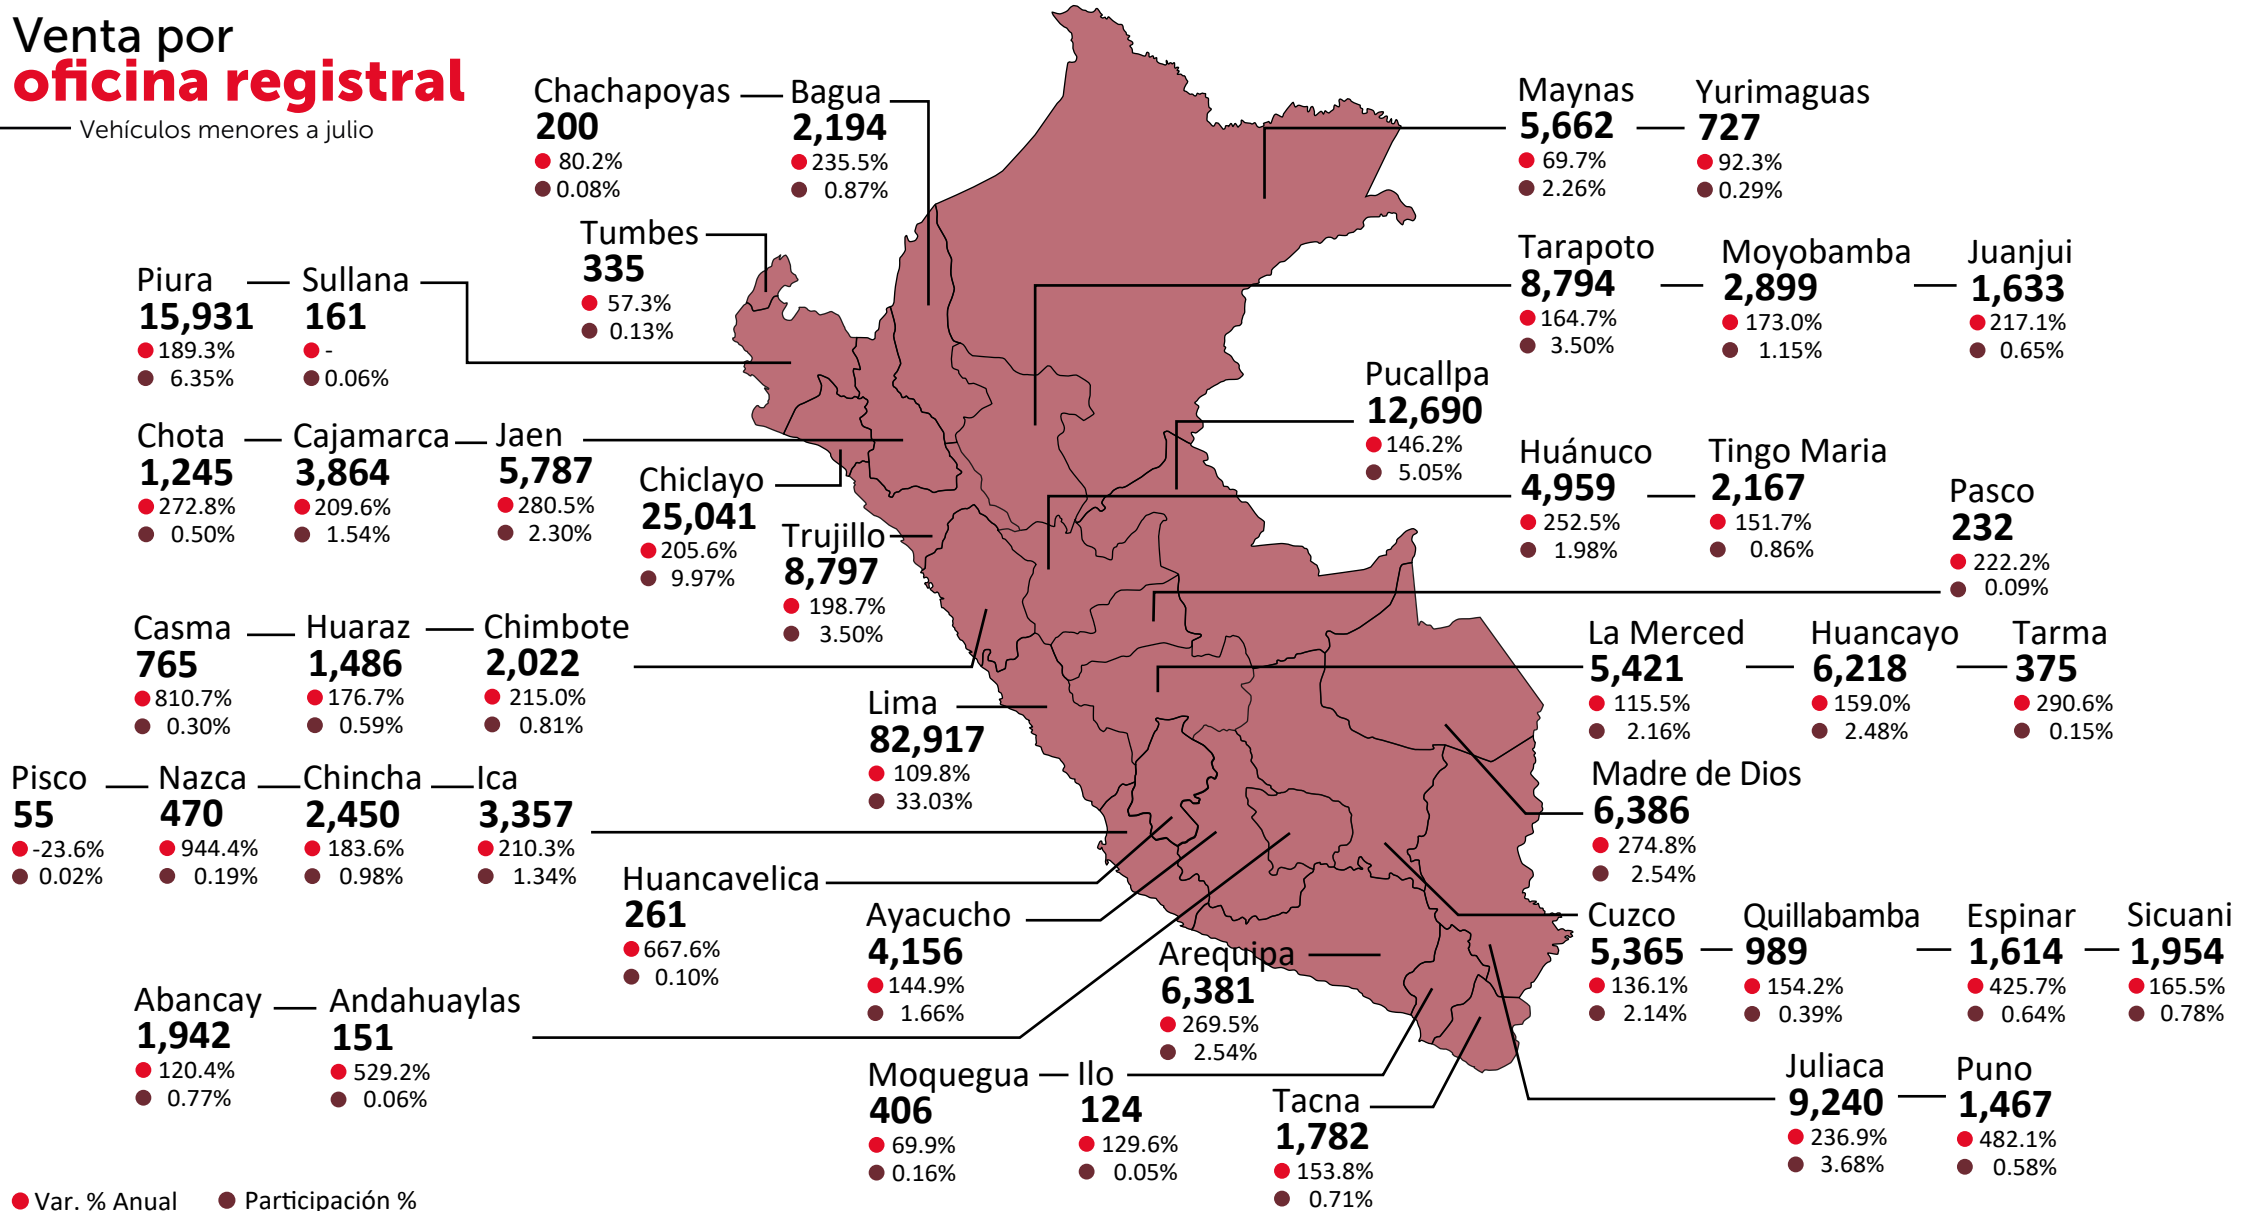 Venta por
oficina registral
Vehículos menores a julio
Chachapoyas
200
80.2%
0.08%
Bagua
2,194
235.5%
0.87%
Maynas
5,662
69.7%
2.26%
Yurimaguas
727
92.3%
0.29%
Tumbes
335
57.3%
0.13%
Piura
15,931
189.3%
6.35%
Sullana
161
-
0.06%
Tarapoto
8,794
164.7%
3.50%
Moyobamba
2,899
173.0%
1.15%
Juanjui
1,633
217.1%
0.65%
Pucallpa
12,690
146.2%
5.05%
Chota
1,245
272.8%
0.50%
Cajamarca
3,864
209.6%
1.54%
Jaen
5,787
280.5%
2.30%
Chiclayo
25,041
205.6%
9.97%
Trujillo
8,797
198.7%
3.50%
Huánuco
4,959
252.5%
1.98%
Tingo Maria
2,167
151.7%
0.86%
Pasco
232
222.2%
0.09%
Casma
765
810.7%
0.30%
Huaraz
1,486
176.7%
0.59%
Chimbote
2,022
215.0%
0.81%
Lima
82,917
109.8%
33.03%
La Merced
5,421
115.5%
2.16%
Huancayo
6,218
159.0%
2.48%
Tarma
375
290.6%
0.15%
Pisco
55
-23.6%
0.02%
Nazca
470
944.4%
0.19%
Chincha
2,450
183.6%
0.98%
Ica
3,357
210.3%
1.34%
Madre de Dios
6,386
274.8%
2.54%
Huancavelica
261
667.6%
0.10%
Ayacucho
4,156
144.9%
1.66%
Arequipa
6,381
269.5%
2.54%
Cuzco
5,365
136.1%
2.14%
Quillabamba
989
154.2%
0.39%
Espinar
1,614
425.7%
0.64%
Sicuani
1,954
165.5%
0.78%
Abancay
1,942
120.4%
0.77%
Andahuaylas
151
529.2%
0.06%
Moquegua
406
69.9%
0.16%
Ilo
124
129.6%
0.05%
Tacna
1,782
153.8%
0.71%
Juliaca
9,240
236.9%
3.68%
Puno
1,467
482.1%
0.58%
Var. % Anual
Participación %